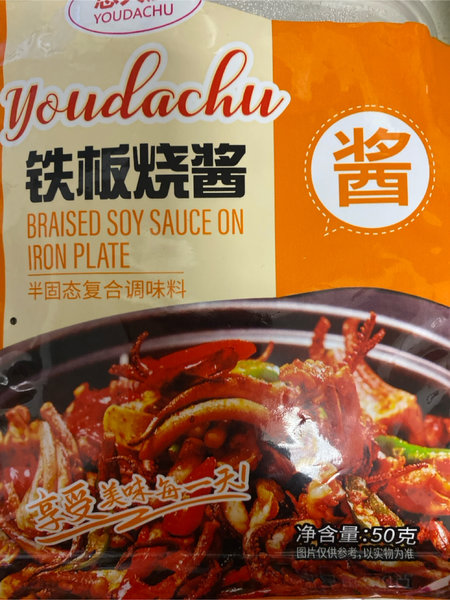 YOUDACHU
Youdachu
铁板烧酱
酱
BRAISED SOY SAUCE ON
IRON PLATE
半固态复合调味料
享受美味每一天!
净含量:50克
图片仅供参考,以实物为准